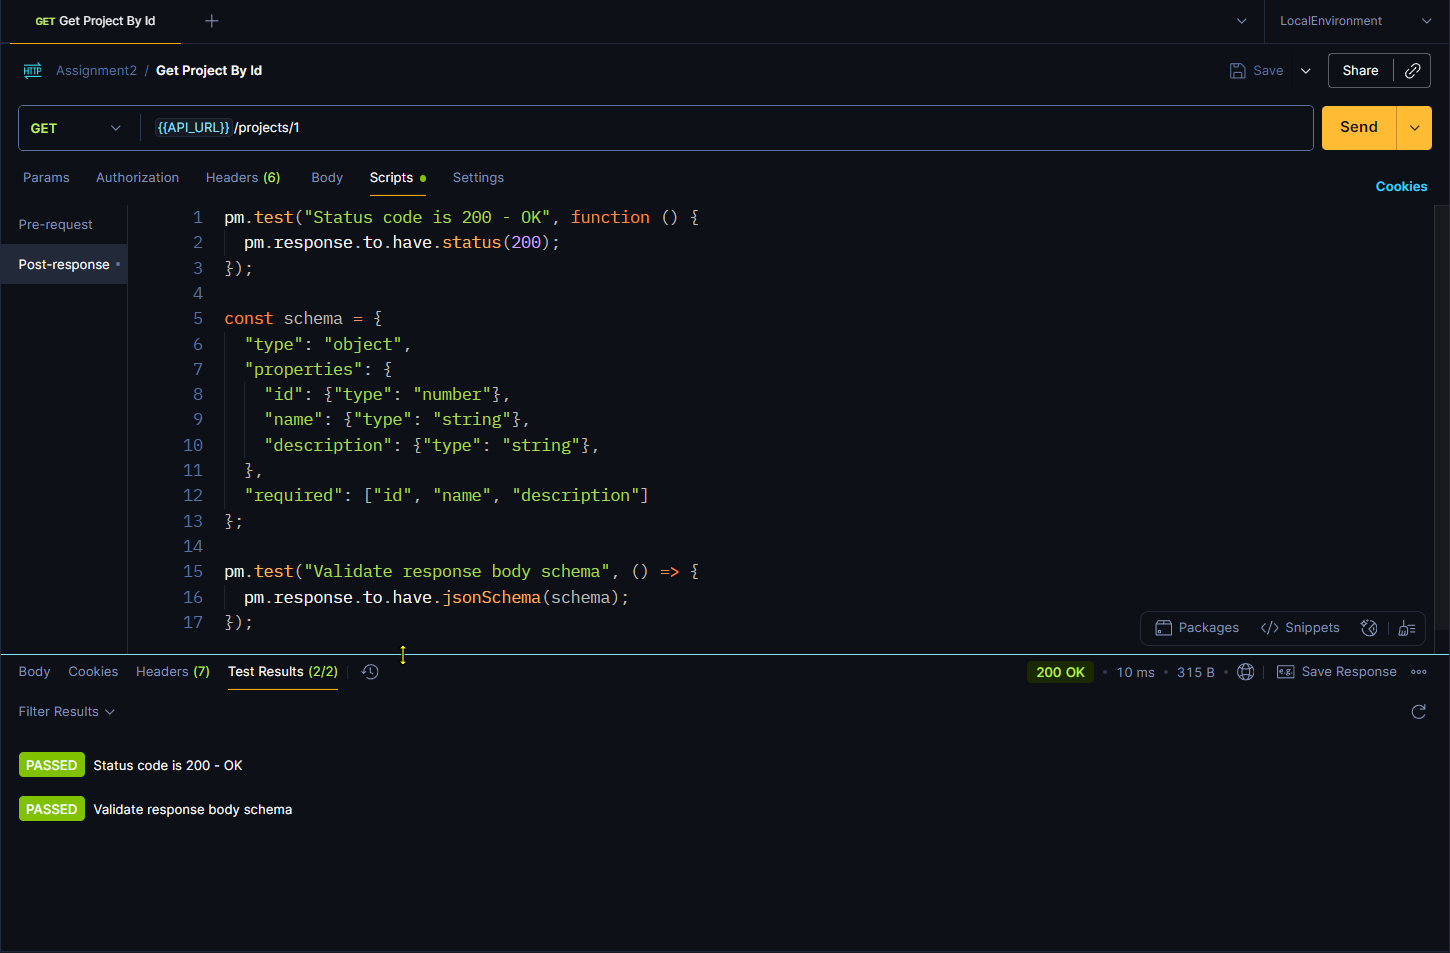 GET Get Project By Id
LocalEnvironment
HTTP Assignment2 / Get Project By Id
Save Share
GET {{API_URL}}/projects/1 Send
Params Authorization Headers (6) Body Scripts Settings
Cookies
Pre-request
Post-response
1 pm.test("Status code is 200 - OK", function () {
2   pm.response.to.have.status(200);
3 });
4
5 const schema = {
6   "type": "object",
7   "properties": {
8     "id": {"type": "number"},
9     "name": {"type": "string"},
10     "description": {"type": "string"},
11   },
12   "required": ["id", "name", "description"]
13 };
14
15 pm.test("Validate response body schema", () => {
16   pm.response.to.have.jsonSchema(schema);
17 });
Packages </> Snippets
Body Cookies Headers (7) Test Results (2/2) 200 OK • 10 ms • 315 B • e.g. Save Response
Filter Results
PASSED Status code is 200 - OK
PASSED Validate response body schema